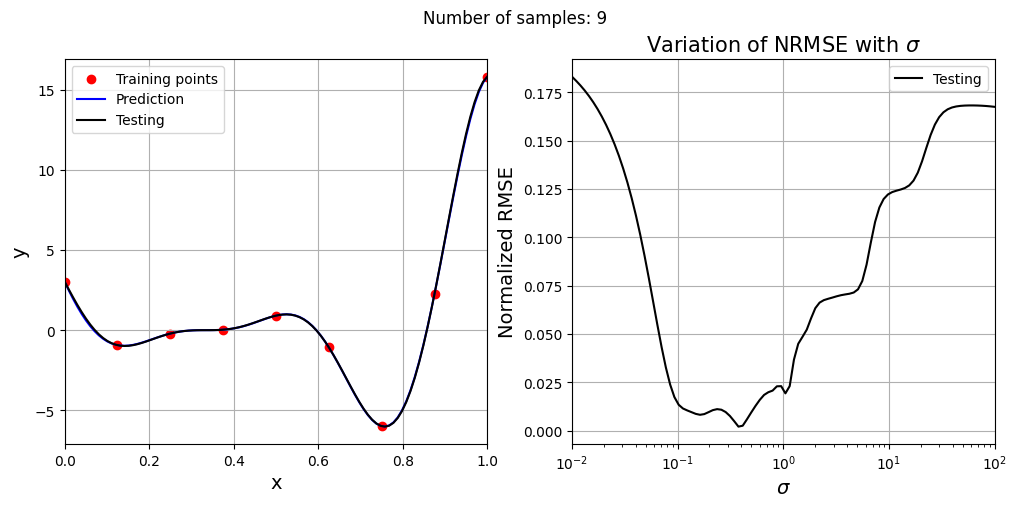 Number of samples: 9
Training points
Prediction
Testing
15
10
5
0
−5
y
0.0 0.2 0.4 0.6 0.8 1.0
x
Variation of NRMSE with σ
Testing
0.175
0.150
0.125
0.100
0.075
0.050
0.025
0.000
Normalized RMSE
10⁻² 10⁻¹ 10⁰ 10¹ 10²
σ